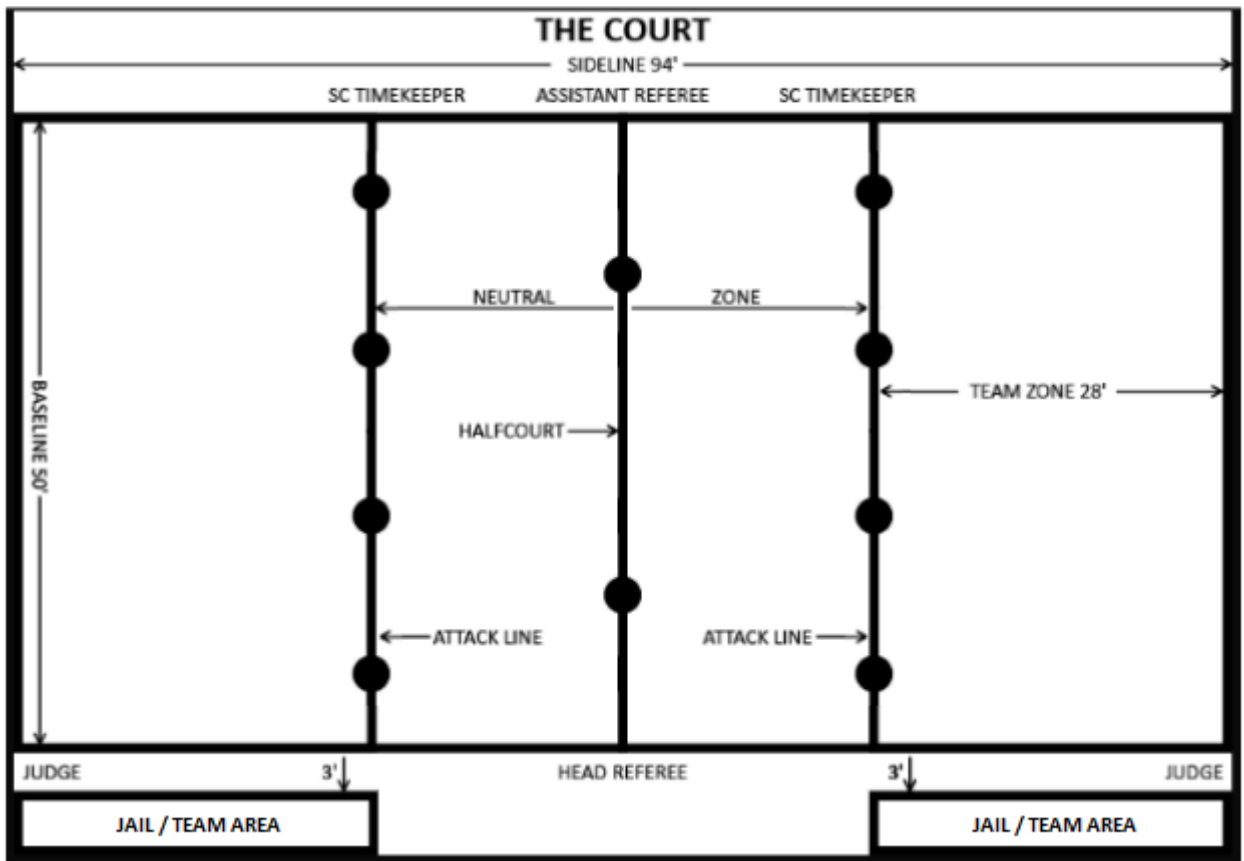 THE COURT
SIDELINE 94'
SC TIMEKEEPER ASSISTANT REFEREE SC TIMEKEEPER
NEUTRAL ZONE
BASELINE 50'
TEAM ZONE 28'
HALFCOURT
ATTACK LINE ATTACK LINE
JUDGE 3' HEAD REFEREE 3' JUDGE
JAIL / TEAM AREA JAIL / TEAM AREA